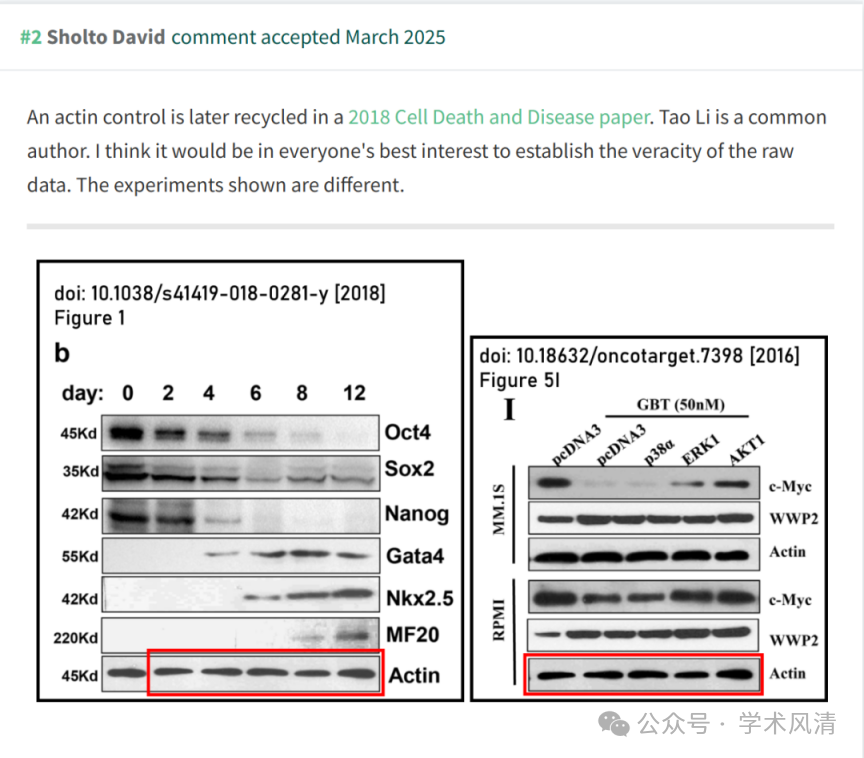 #2 Sholto David comment accepted March 2025
An actin control is later recycled in a 2018 Cell Death and Disease paper. Tao Li is a common
author. I think it would be in everyone's best interest to establish the veracity of the raw
data. The experiments shown are different.
doi: 10.1038/s41419-018-0281-y [2018]
Figure 1
b
day: 0 2 4 6 8 12
45Kd Oct4
35Kd Sox2
42Kd Nanog
55Kd Gata4
42Kd Nkx2.5
220Kd MF20
45Kd Actin
doi: 10.18632/oncotarget.7398 [2016]
Figure 5I
I
GBT (50nM)
pcDNA3 pcDNA3 p38α ERK1 AKT1
MM.1S
c-Myc
WWP2
Actin
RPMI
c-Myc
WWP2
Actin
公众号 · 学术风清